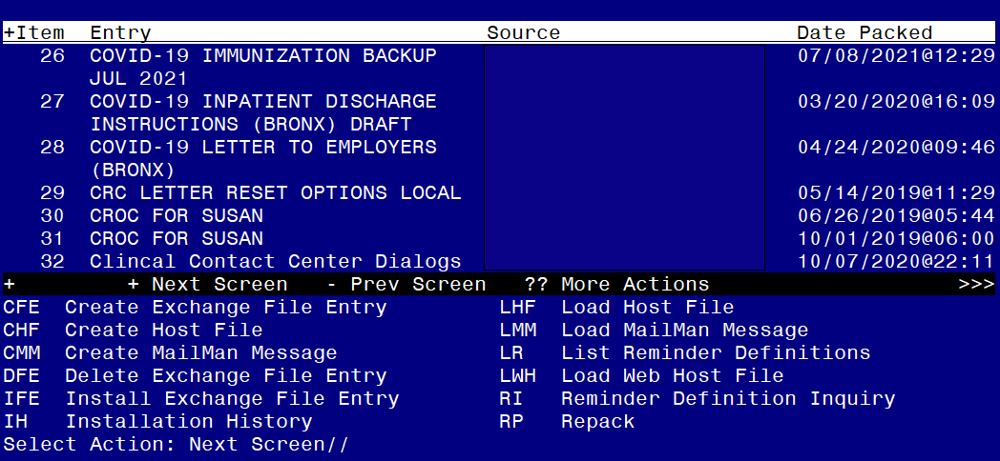 +Item  Entry                           Source                   Date Packed
   26  COVID-19 IMMUNIZATION BACKUP                             07/08/2021@12:29
       JUL 2021
   27  COVID-19 INPATIENT DISCHARGE                             03/20/2020@16:09
       INSTRUCTIONS (BRONX) DRAFT
   28  COVID-19 LETTER TO EMPLOYERS                             04/24/2020@09:46
       (BRONX)
   29  CRC LETTER RESET OPTIONS LOCAL                           05/14/2019@11:29
   30  CROC FOR SUSAN                                           06/26/2019@05:44
   31  CROC FOR SUSAN                                           10/01/2019@06:00
   32  Clincal Contact Center Dialogs                           10/07/2020@22:11
+         + Next Screen   - Prev Screen   ?? More Actions                    >>>
CFE  Create Exchange File Entry         LHF  Load Host File
CHF  Create Host File                   LMM  Load MailMan Message
CMM  Create MailMan Message             LR   List Reminder Definitions
DFE  Delete Exchange File Entry         LWH  Load Web Host File
IFE  Install Exchange File Entry        RI   Reminder Definition Inquiry
IH   Installation History               RP   Repack
Select Action: Next Screen//